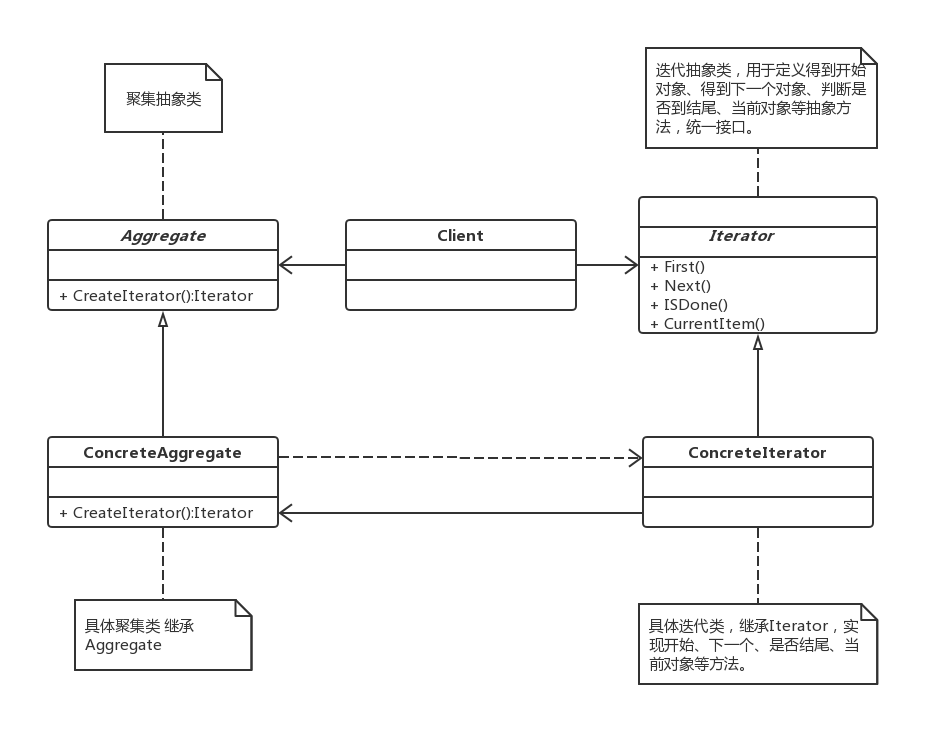 聚集抽象类
迭代抽象类，用于定义得到开始
对象、得到下一个对象、判断是
否到结尾、当前对象等抽象方
法，统一接口。
Aggregate
+ CreateIterator():Iterator
Client
Iterator
+ First()
+ Next()
+ ISDone()
+ CurrentItem()
ConcreteAggregate
+ CreateIterator():Iterator
ConcreteIterator
具体聚集类 继承
Aggregate
具体迭代类，继承Iterator，实
现开始、下一个、是否结尾、当
前对象等方法。